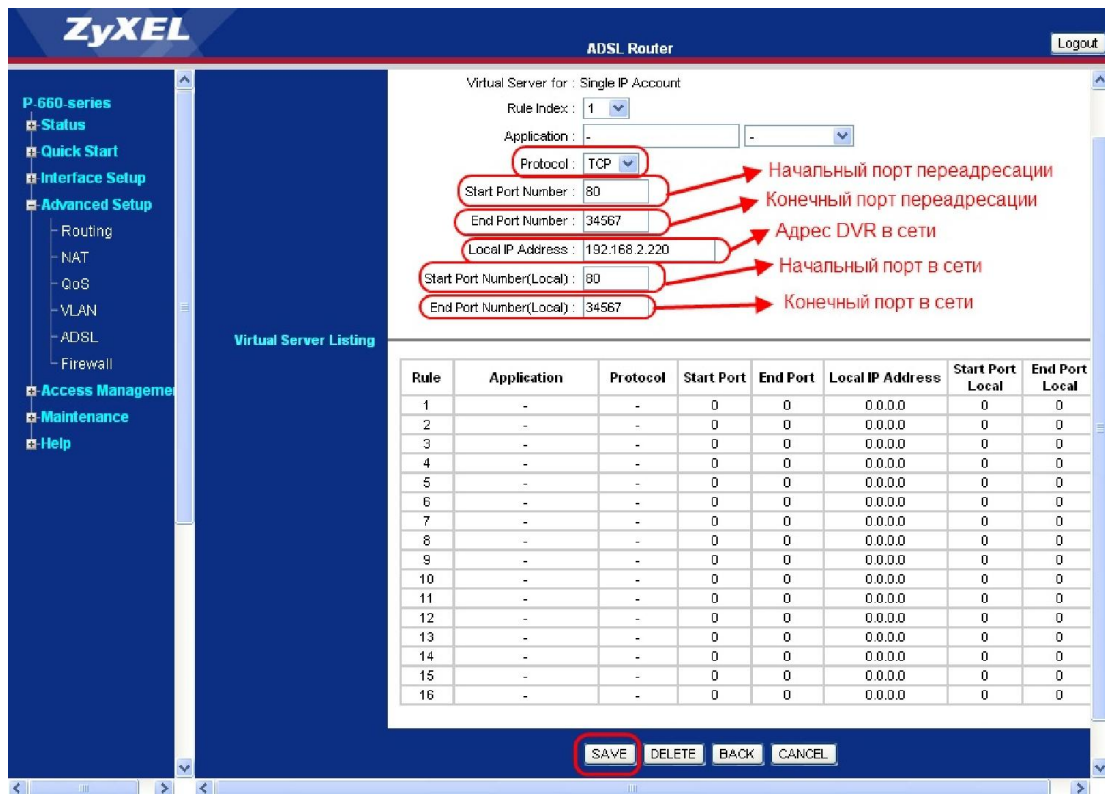 ZyXEL
ADSL Router
Logout
P-660-series
Status
Quick Start
Interface Setup
Advanced Setup
Routing
NAT
QoS
VLAN
ADSL
Firewall
Access Managemen
Maintenance
Help
Virtual Server for : Single IP Account
Rule Index : 1
Application : - -
Protocol : TCP
Start Port Number : 80 Начальный порт переадресации
End Port Number : 34567 Конечный порт переадресации
Local IP Address : 192.168.2.220 Адрес DVR в сети
Start Port Number(Local) : 80 Начальный порт в сети
End Port Number(Local) : 34567 Конечный порт в сети
Virtual Server Listing
Rule Application Protocol Start Port End Port Local IP Address Start Port Local End Port Local
1 - - 0 0 0.0.0.0 0 0
2 - - 0 0 0.0.0.0 0 0
3 - - 0 0 0.0.0.0 0 0
4 - - 0 0 0.0.0.0 0 0
5 - - 0 0 0.0.0.0 0 0
6 - - 0 0 0.0.0.0 0 0
7 - - 0 0 0.0.0.0 0 0
8 - - 0 0 0.0.0.0 0 0
9 - - 0 0 0.0.0.0 0 0
10 - - 0 0 0.0.0.0 0 0
11 - - 0 0 0.0.0.0 0 0
12 - - 0 0 0.0.0.0 0 0
13 - - 0 0 0.0.0.0 0 0
14 - - 0 0 0.0.0.0 0 0
15 - - 0 0 0.0.0.0 0 0
16 - - 0 0 0.0.0.0 0 0
SAVE DELETE BACK CANCEL